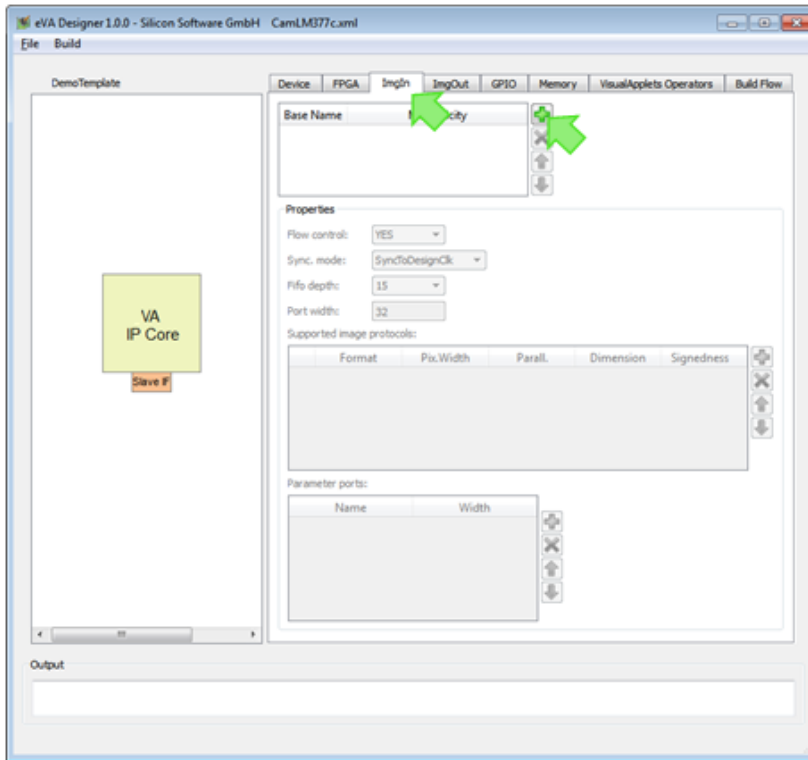 eVA Designer 1.0.0 - Silicon Software GmbH CamLM377c.xml
File Build
DemoTemplate
Device FPGA ImgIn ImgOut GPIO Memory VisualApplets Operators Build Flow
Base Name
Properties
Flow control: YES
Sync. mode: SyncToDesignClk
Fifo depth: 15
Port width: 32
Supported image protocols:
Format Pix.Width Parall. Dimension Signedness
VA
IP Core
Slave IF
Parameter ports:
Name Width
Output